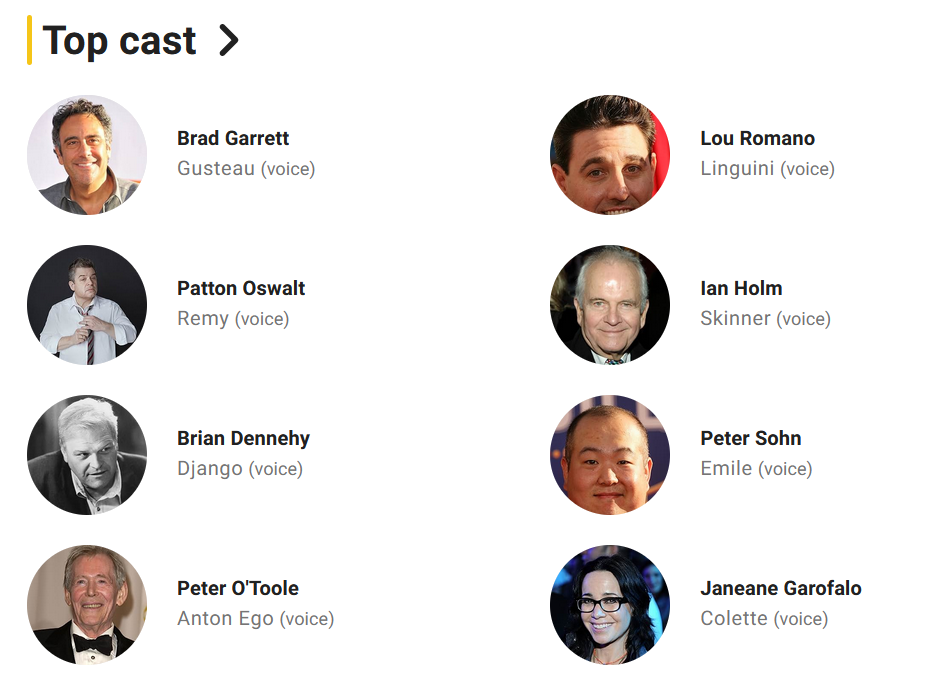 Top cast
Brad Garrett
Gusteau (voice)
Lou Romano
Linguini (voice)
Patton Oswalt
Remy (voice)
Ian Holm
Skinner (voice)
Brian Dennehy
Django (voice)
Peter Sohn
Emile (voice)
Peter O'Toole
Anton Ego (voice)
Janeane Garofalo
Colette (voice)